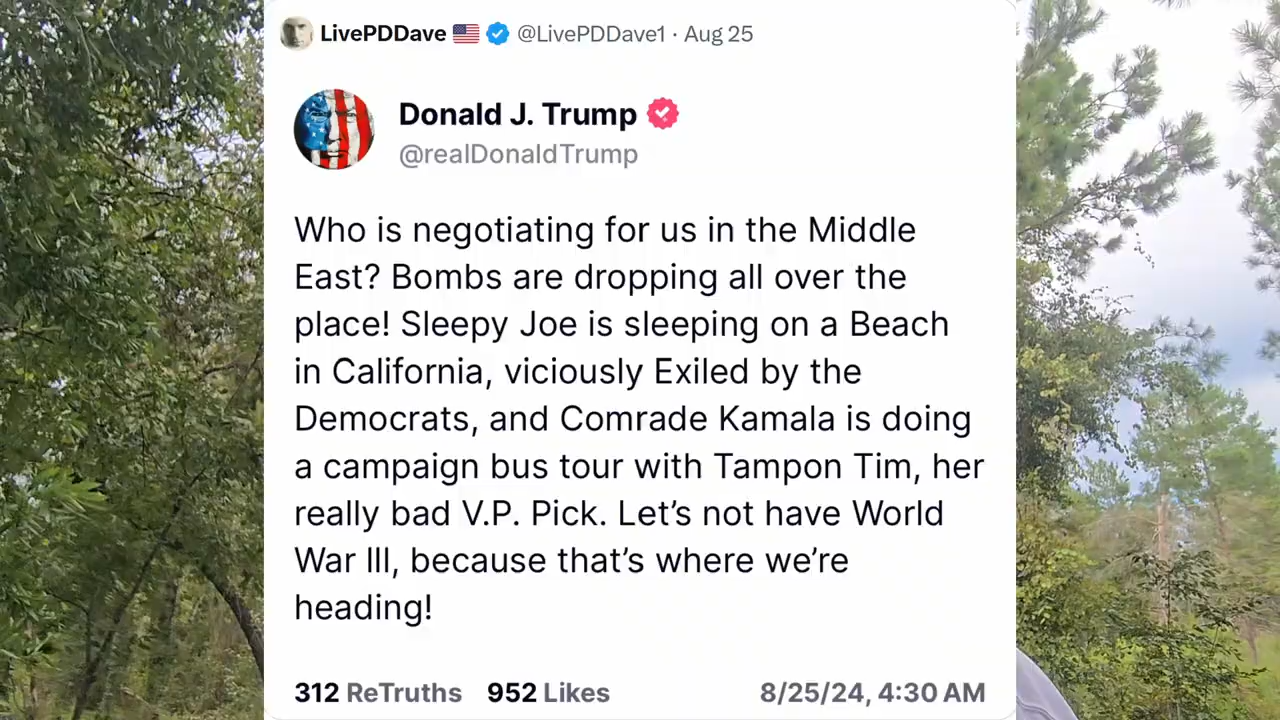 LivePDDave 🇺🇸 @LivePDDave1 · Aug 25
Donald J. Trump
@realDonaldTrump
Who is negotiating for us in the Middle
East? Bombs are dropping all over the
place! Sleepy Joe is sleeping on a Beach
in California, viciously Exiled by the
Democrats, and Comrade Kamala is doing
a campaign bus tour with Tampon Tim, her
really bad V.P. Pick. Let’s not have World
War III, because that’s where we’re
heading!
312 ReTruths 952 Likes 8/25/24, 4:30 AM